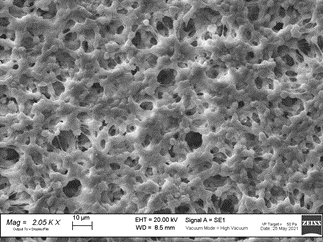 Mag = 2.05 K X
10 µm
EHT = 20.00 kV
Signal A = SE1
WD = 8.5 mm
Vacuum Mode = High Vacuum
Date: 26 May 2021
ZEISS